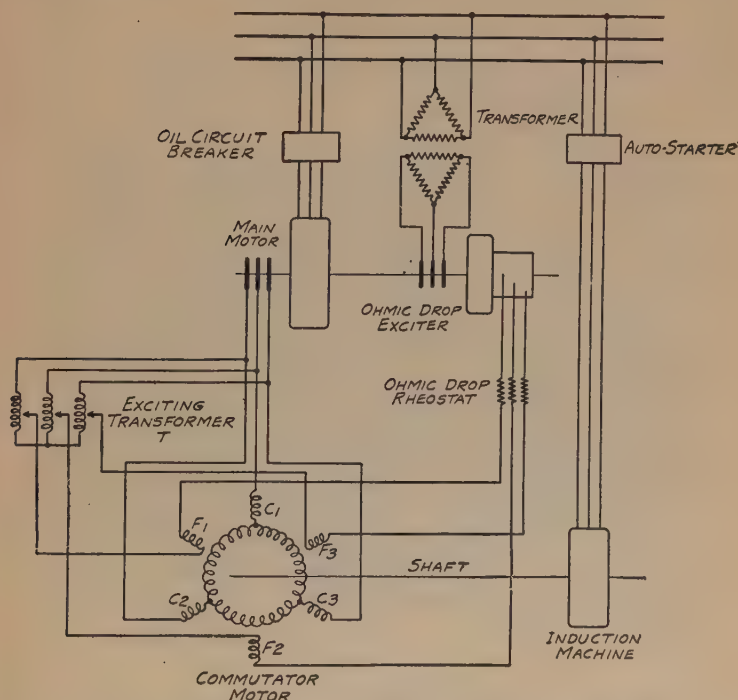 TRANSFORMER
OIL CIRCUIT
BREAKER
AUTO-STARTER
MAIN
MOTOR
OHMIC DROP
EXCITER
OHMIC DROP
RHEOSTAT
EXCITING
TRANSFORMER
T
C1
F1
F3
SHAFT
C2
C3
F2
INDUCTION
MACHINE
COMMUTATOR
MOTOR